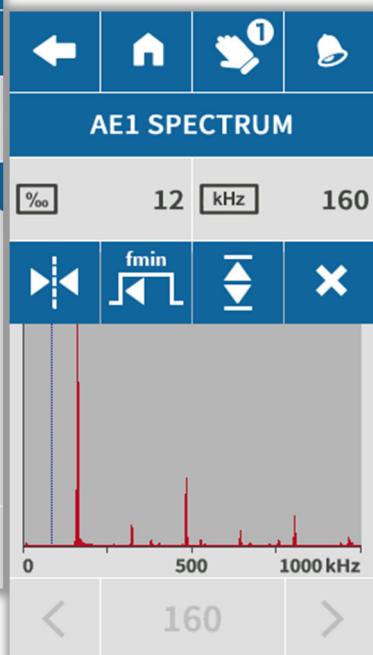 1
AE1 SPECTRUM
‰ 12 kHz 160
fmin
0 500 1000 kHz
160